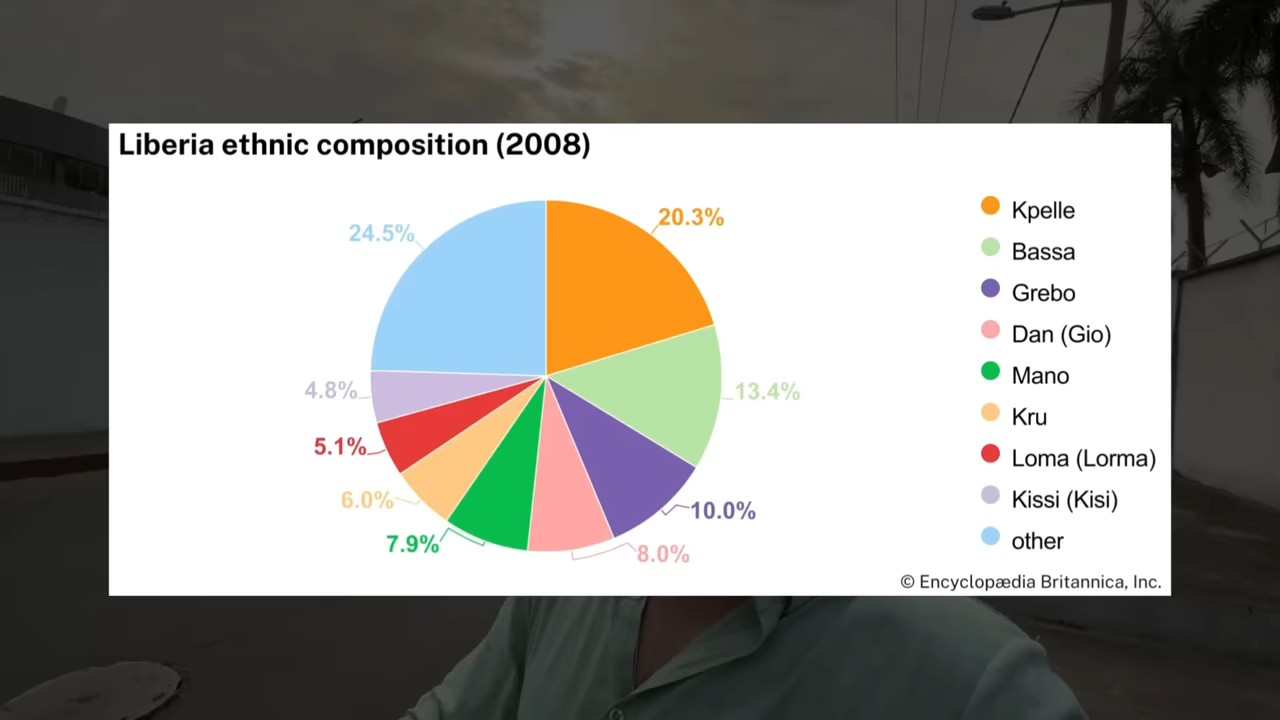 Liberia ethnic composition (2008)
24.5%
20.3%
13.4%
10.0%
8.0%
7.9%
6.0%
5.1%
4.8%
Kpelle
Bassa
Grebo
Dan (Gio)
Mano
Kru
Loma (Lorma)
Kissi (Kisi)
other
© Encyclopædia Britannica, Inc.